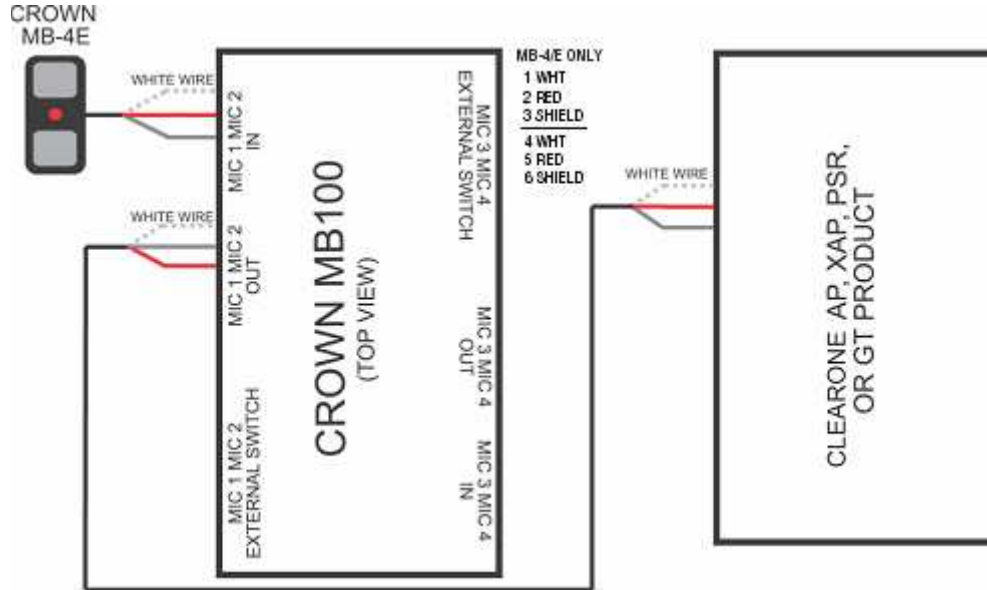 CROWN
MB-4E
WHITE WIRE
MIC 1 MIC 2
IN
WHITE WIRE
MIC 1 MIC 2
OUT
MIC 1 MIC 2
EXTERNAL SWITCH
CROWN MB100
(TOP VIEW)
MIC 3 MIC 4
EXTERNAL SWITCH
MIC 3 MIC 4
OUT
MIC 3 MIC 4
IN
MB-4/E ONLY
1 WHT
2 RED
3 SHIELD
4 WHT
5 RED
6 SHIELD
WHITE WIRE
CLEARONE AP, XAP, PSR,
OR GT PRODUCT